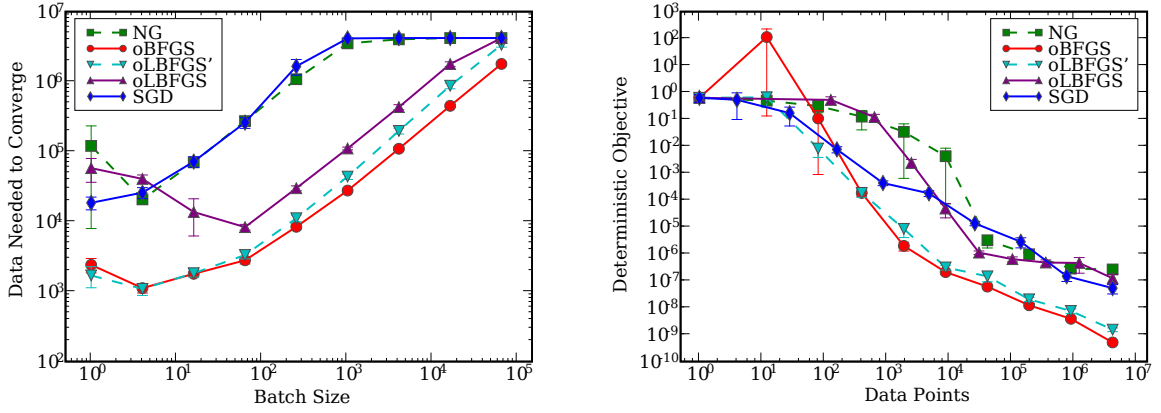 NG
oBFGS
oLBFGS'
oLBFGS
SGD
10^6
10^5
10^4
10^3
10^2
Data Needed to Converge
10^0
10^1
10^2
10^3
10^4
10^5
Batch Size
NG
oBFGS
oLBFGS'
oLBFGS
SGD
10^2
10^1
10^0
10^-1
10^-2
10^-3
10^-4
10^-5
10^-6
10^-7
10^-8
10^-9
10^-10
Deterministic Objective
10^0
10^1
10^2
10^3
10^4
10^5
10^6
10^7
Data Points